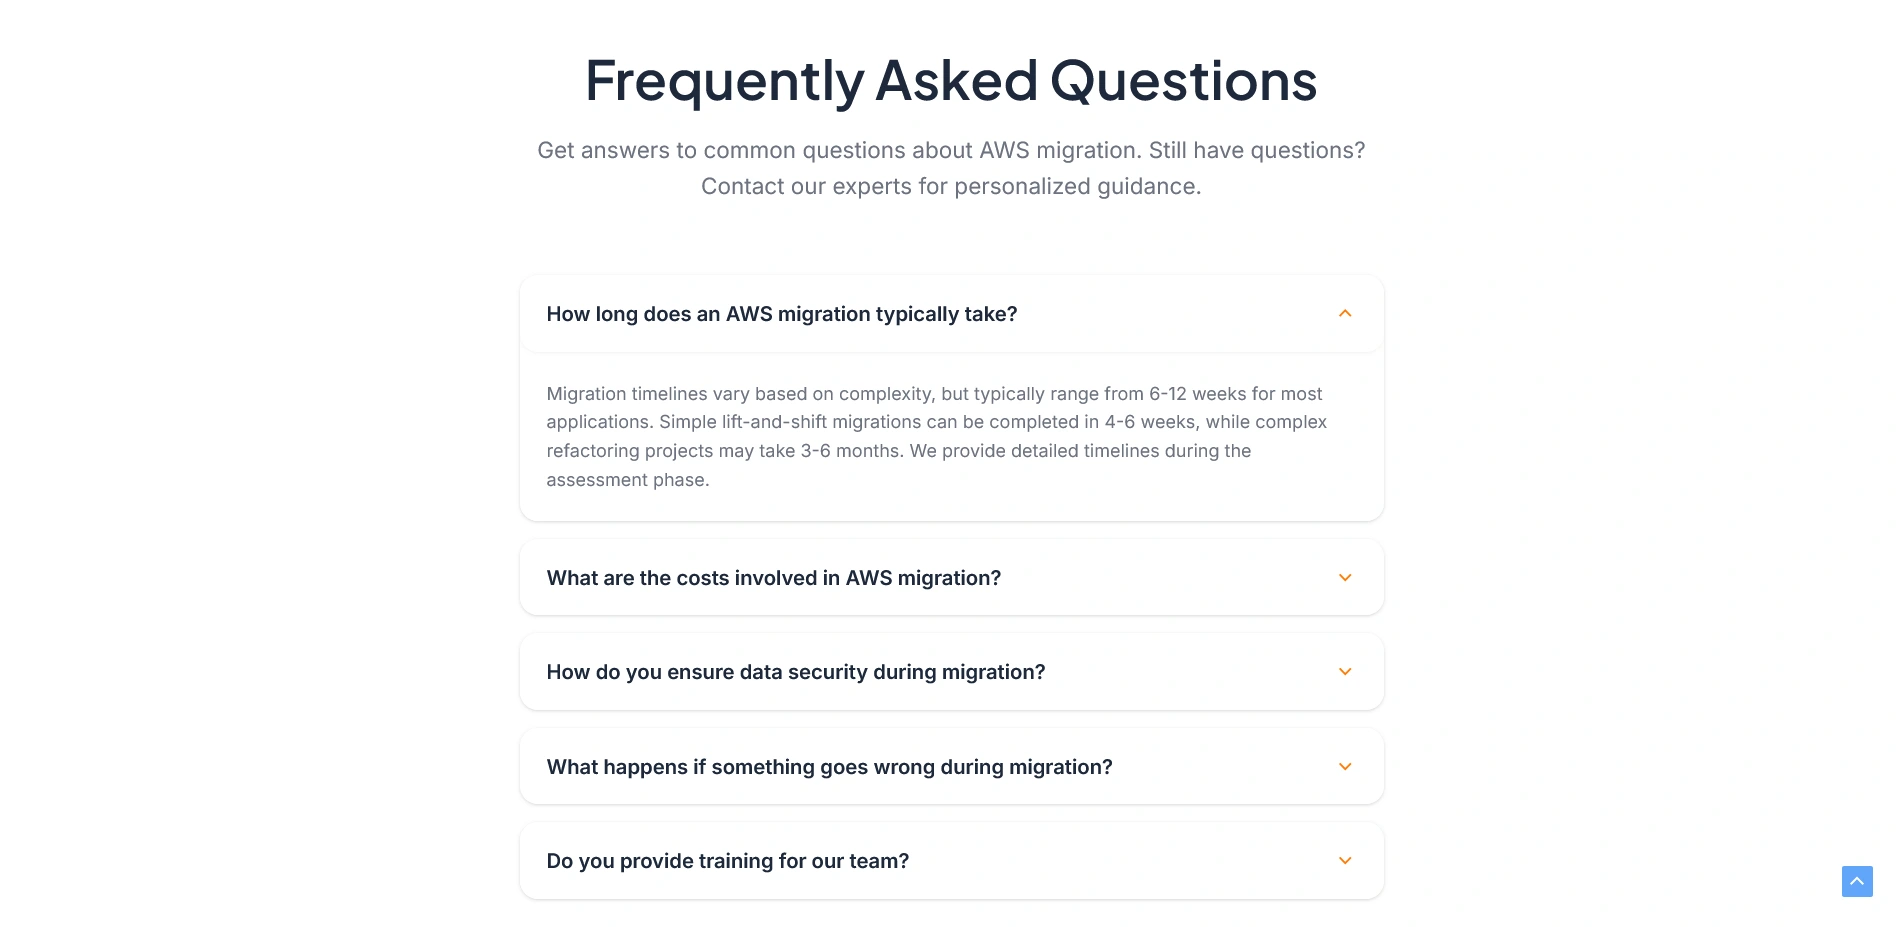 Frequently Asked Questions
Get answers to common questions about AWS migration. Still have questions?
Contact our experts for personalized guidance.
How long does an AWS migration typically take?
Migration timelines vary based on complexity, but typically range from 6-12 weeks for most
applications. Simple lift-and-shift migrations can be completed in 4-6 weeks, while complex
refactoring projects may take 3-6 months. We provide detailed timelines during the
assessment phase.
What are the costs involved in AWS migration?
How do you ensure data security during migration?
What happens if something goes wrong during migration?
Do you provide training for our team?